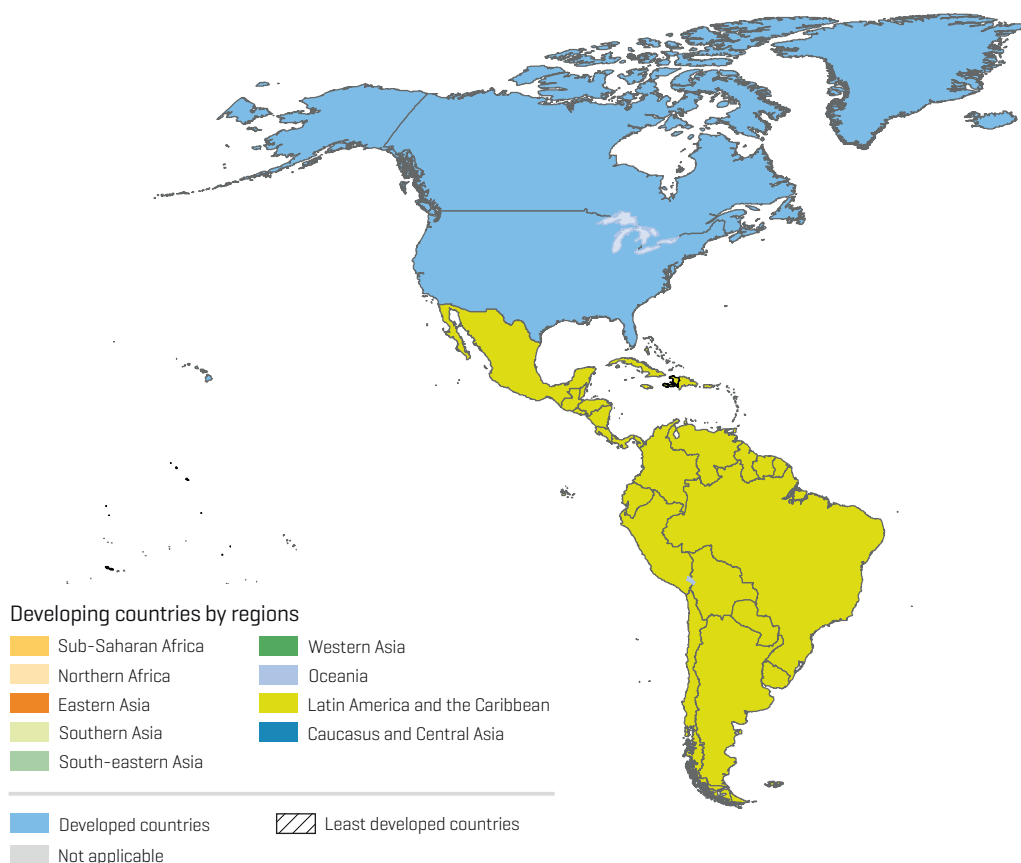 Developing countries by regions
Sub-Saharan Africa
Northern Africa
Eastern Asia
Southern Asia
South-eastern Asia
Western Asia
Oceania
Latin America and the Caribbean
Caucasus and Central Asia
Developed countries
Least developed countries
Not applicable